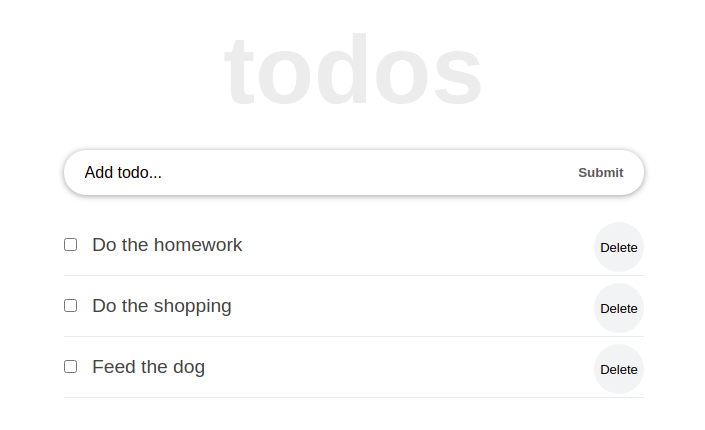 todos
Add todo... Submit
Do the homework Delete
Do the shopping Delete
Feed the dog Delete